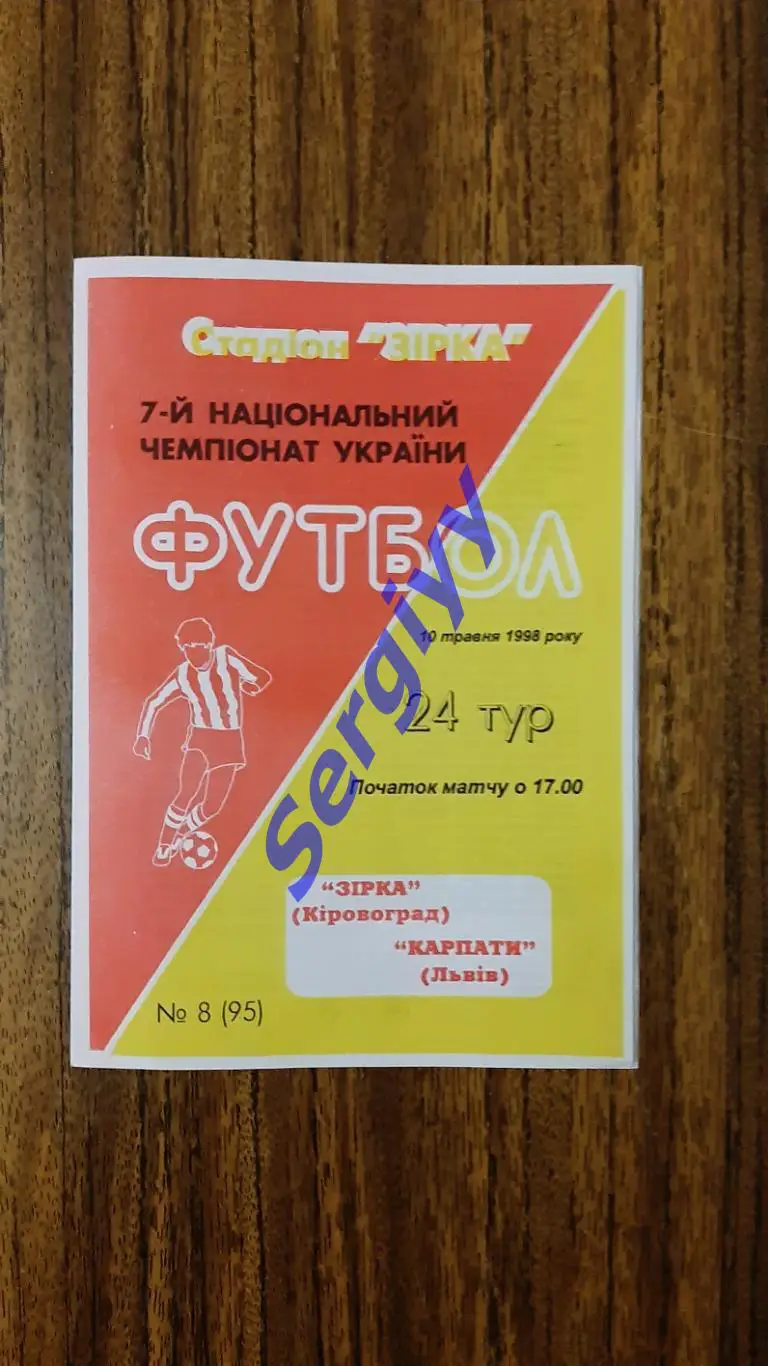 Стадіон "ЗІРКА"
7-Й НАЦІОНАЛЬНИЙ
ЧЕМПІОНАТ УКРАЇНИ
ФУТБОЛ
10 травня 1998 року
24 тур
Початок матчу о 17.00
"ЗІРКА"
(Кіровоград)
"КАРПАТИ"
(Львів)
№ 8 (95)
Sergiyy